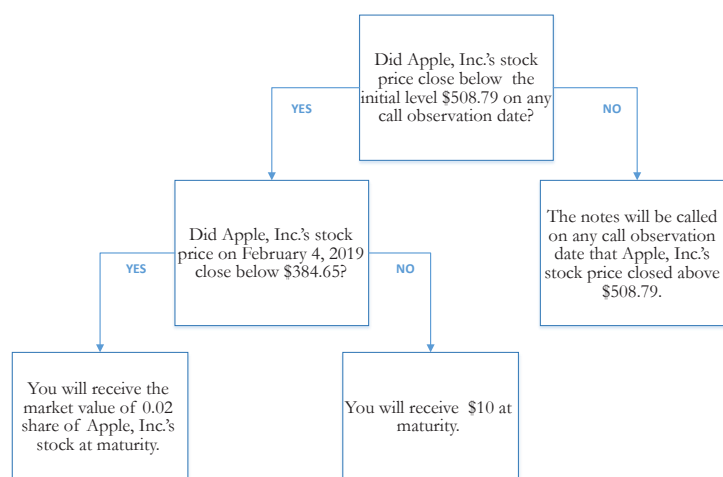 Did Apple, Inc.'s stock
price close below the
initial level $508.79 on any
call observation date?
YES
NO
Did Apple, Inc.'s stock
price on February 4, 2019
close below $384.65?
The notes will be called
on any call observation
date that Apple, Inc.'s
stock price closed above
$508.79.
YES
NO
You will receive the
market value of 0.02
share of Apple, Inc.'s
stock at maturity.
You will receive $10 at
maturity.